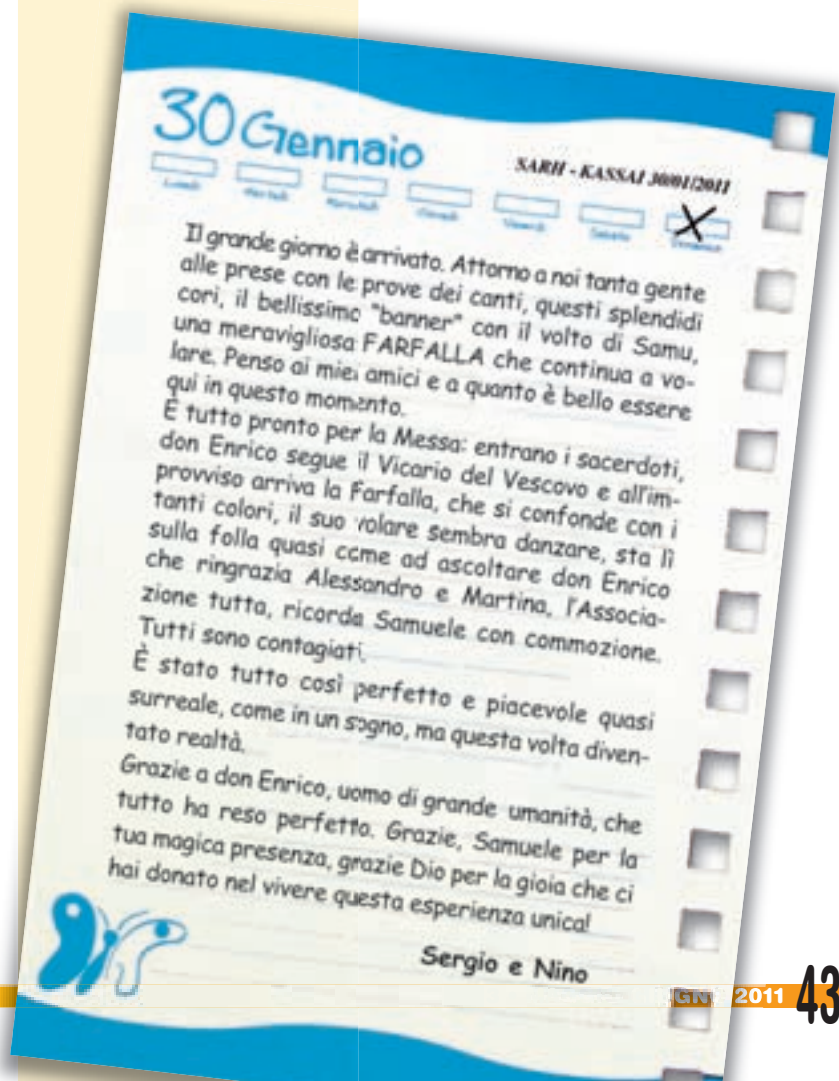 30 Gennaio
SARH - KASSAI 30/01/2011
Lunedì Martedì Mercoledì Giovedì Venerdì Sabato Domenica
X
Il grande giorno è arrivato. Attorno a noi tanta gente
alle prese con le prove dei canti, questi splendidi
cori, il bellissimo "banner" con il volto di Samu,
una meravigliosa FARFALLA che continua a vo-
lare. Penso ai miei amici e a quanto è bello essere
qui in questo momento.
È tutto pronto per la Messa: entrano i sacerdoti,
don Enrico segue il Vicario del Vescovo e all'im-
provviso arriva la Farfalla, che si confonde con i
tanti colori, il suo volare sembra danzare, sta lì
sulla folla quasi come ad ascoltare don Enrico
che ringrazia Alessandro e Martina, l'Associa-
zione tutta, ricorda Samuele con commozione.
Tutti sono contagiati.
È stato tutto così perfetto e piacevole quasi
surreale, come in un sogno, ma questa volta diven-
tato realtà.
Grazie a don Enrico, uomo di grande umanità, che
tutto ha reso perfetto. Grazie, Samuele per la
tua magica presenza, grazie Dio per la gioia che ci
hai donato nel vivere questa esperienza unica!
Sergio e Nino
2011 43